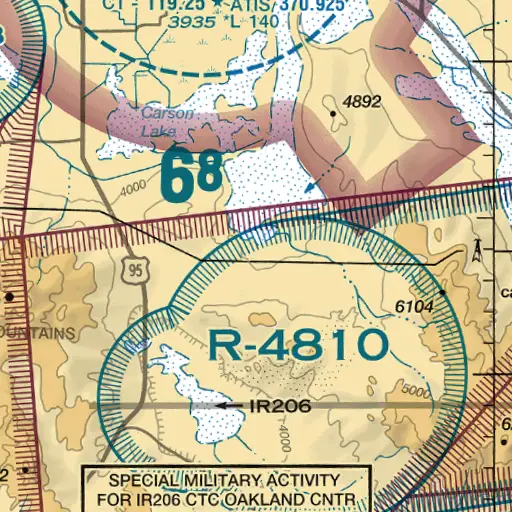 CT - 119.25 ★ ATIS 370.925
3935 *L 140
Carson
Lake
4892
68
4000
95
6104
R-4810
5000
IR206
4000
SPECIAL MILITARY ACTIVITY
FOR IR206 CTC OAKLAND CNTR